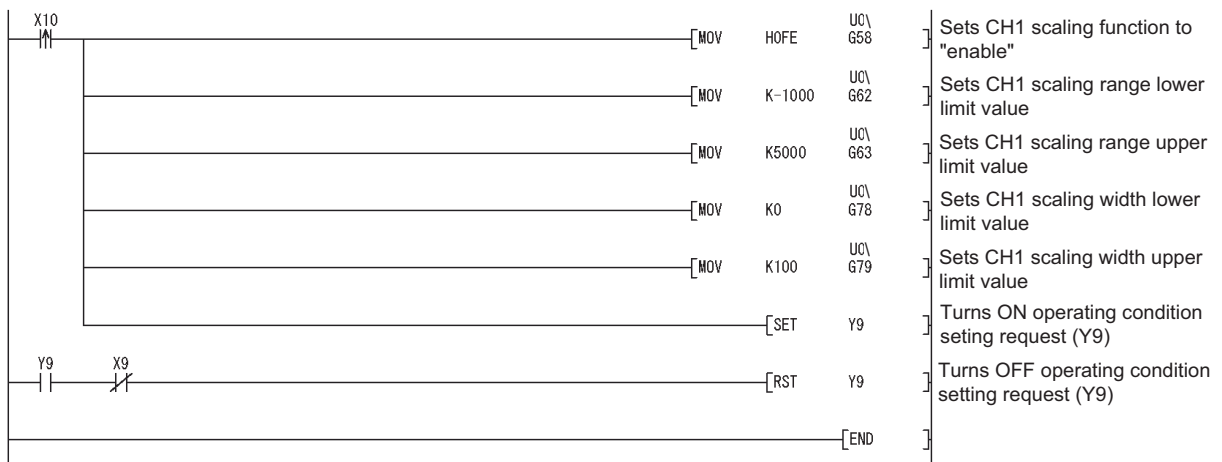 X10
U0\
[MOV H0FE G58 ]
Sets CH1 scaling function to
"enable"
U0\
[MOV K-1000 G62 ]
Sets CH1 scaling range lower
limit value
U0\
[MOV K5000 G63 ]
Sets CH1 scaling range upper
limit value
U0\
[MOV K0 G78 ]
Sets CH1 scaling width lower
limit value
U0\
[MOV K100 G79 ]
Sets CH1 scaling width upper
limit value
[SET Y9 ]
Turns ON operating condition
seting request (Y9)
Y9 X9
[RST Y9 ]
Turns OFF operating condition
setting request (Y9)
[END ]